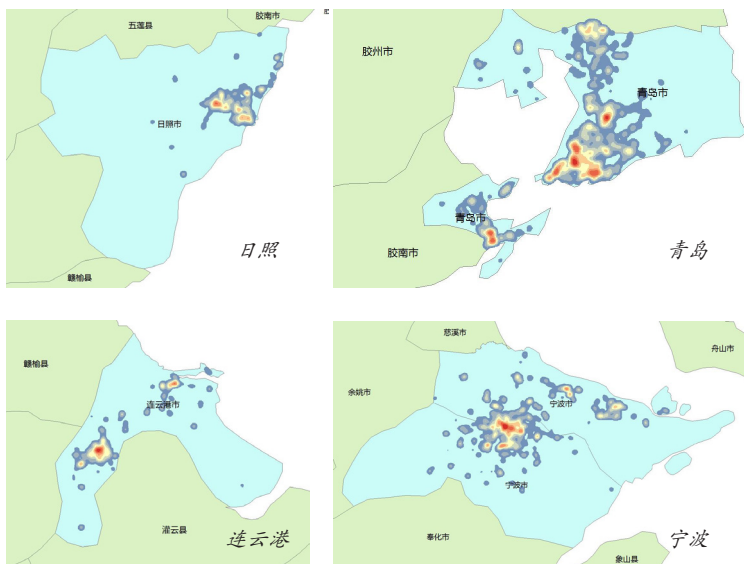 五莲县
胶南市
日照市
赣榆县
日照
胶州市
青岛市
青岛市
胶南市
青岛
赣榆县
连云港市
灌云县
连云港
慈溪市
舟山市
余姚市
宁波市
宁波市
奉化市
象山县
宁波